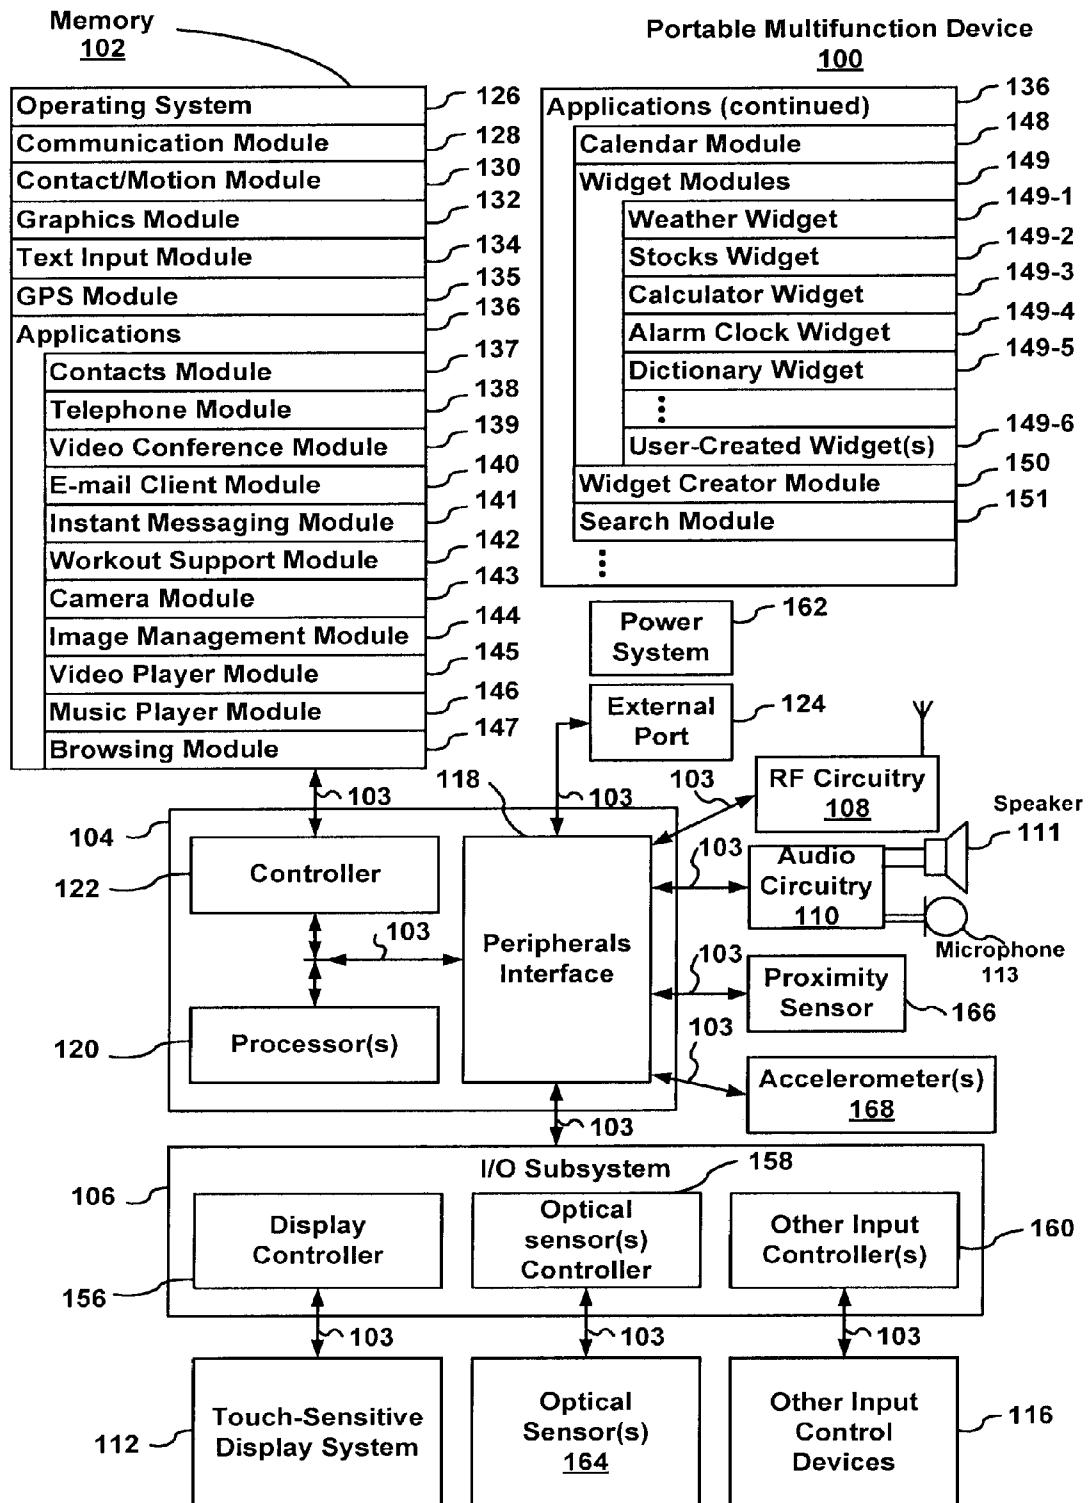 Memory
102
Portable Multifunction Device
100
Operating System 126
Communication Module 128
Contact/Motion Module 130
Graphics Module 132
Text Input Module 134
GPS Module 135
Applications 136
Contacts Module 137
Telephone Module 138
Video Conference Module 139
E-mail Client Module 140
Instant Messaging Module 141
Workout Support Module 142
Camera Module 143
Image Management Module 144
Video Player Module 145
Music Player Module 146
Browsing Module 147
Applications (continued) 136
Calendar Module 148
Widget Modules 149
Weather Widget 149-1
Stocks Widget 149-2
Calculator Widget 149-3
Alarm Clock Widget 149-4
Dictionary Widget 149-5
User-Created Widget(s) 149-6
Widget Creator Module 150
Search Module 151
Power
System
162
External
Port
124
103
118
103
103
RF Circuitry
108
Speaker
111
104
Controller
122
103
Audio
Circuitry
110
Microphone
113
103
Peripherals
Interface
103
Proximity
Sensor
166
Processor(s)
120
103
Accelerometer(s)
168
103
I/O Subsystem
106
158
Display
Controller
156
Optical
sensor(s)
Controller
Other Input
Controller(s)
160
103
103
103
Touch-Sensitive
Display System
112
Optical
Sensor(s)
164
Other Input
Control
Devices
116